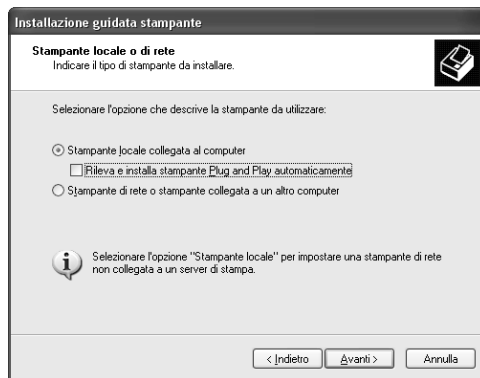 Installazione guidata stampante
Stampante locale o di rete
Indicare il tipo di stampante da installare.
Selezionare l'opzione che descrive la stampante da utilizzare:
Stampante locale collegata al computer
Rileva e installa stampante Plug and Play automaticamente
Stampante di rete o stampante collegata a un altro computer
Selezionare l'opzione "Stampante locale" per impostare una stampante di rete
non collegata a un server di stampa.
< Indietro Avanti > Annulla